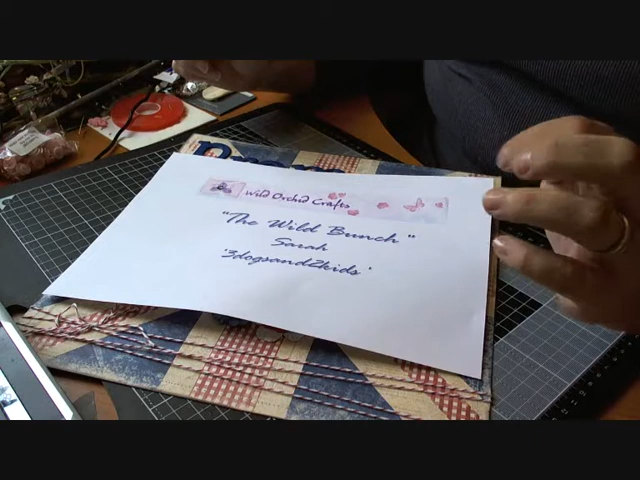 Wild Orchid Crafts
"The Wild Bunch"
Sarah
'3dogsand2kids'